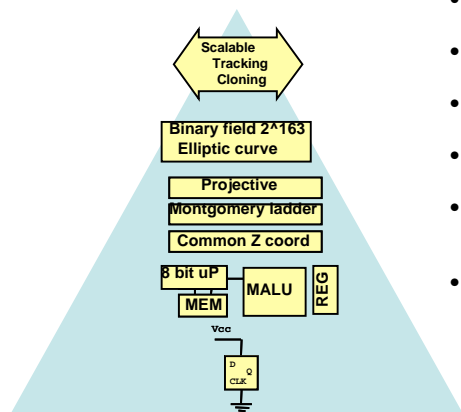 Scalable
Tracking
Cloning
Binary field 2^163
Elliptic curve
Projective
Montgomery ladder
Common Z coord
8 bit uP
MEM
MALU
REG
Vcc
D
Q
CLK